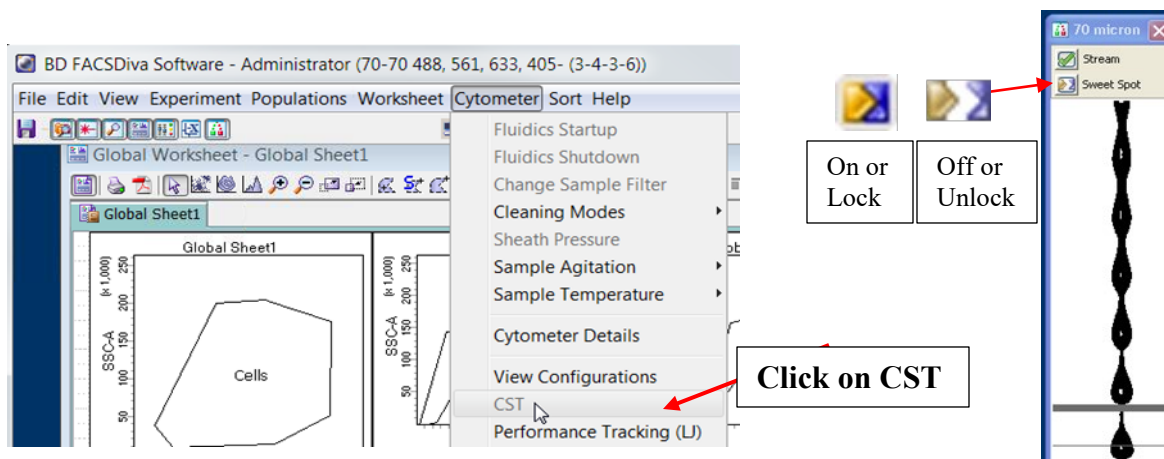 BD FACSDiva Software - Administrator (70-70 488, 561, 633, 405- (3-4-3-6))
File Edit View Experiment Populations Worksheet Cytometer Sort Help
Global Worksheet - Global Sheet1
Global Sheet1
Global Sheet1
(x 1,000)
SSC-A
250
200
150
100
50
Cells
(x 1,000)
SSC-A
250
200
150
100
50
Fluidics Startup
Fluidics Shutdown
Change Sample Filter
Cleaning Modes
Sheath Pressure
Sample Agitation
Sample Temperature
Cytometer Details
View Configurations
CST
Performance Tracking (LJ)
Click on CST
On or
Lock
Off or
Unlock
70 micron
Stream
Sweet Spot